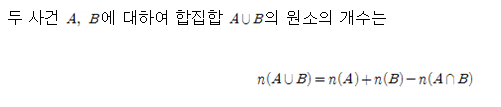 두 사건 A, B에 대하여 합집합 A∪B의 원소의 개수는
n(A∪B)=n(A)+n(B)-n(A∩B)